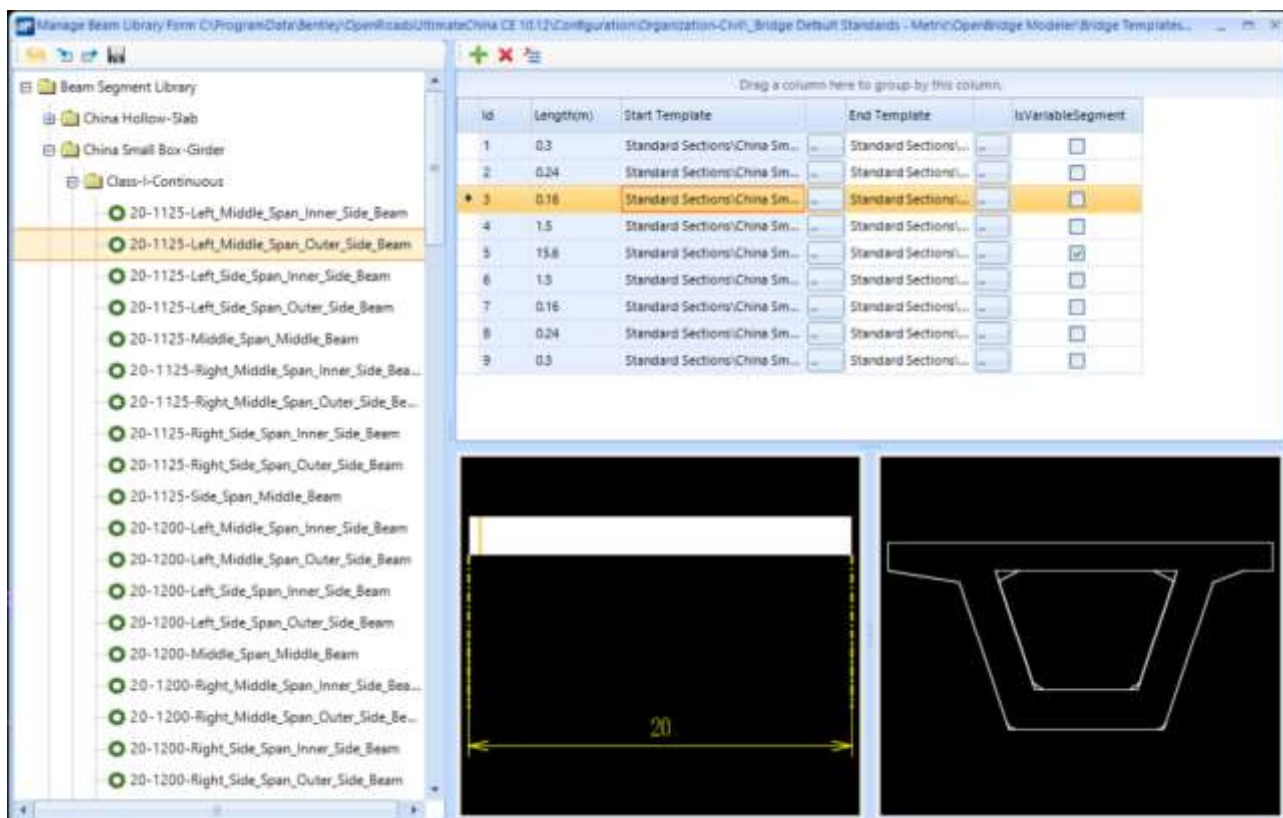 Manage Beam Library Form C:\ProgramData\Bentley\OpenRoadsUltimateChina CE 10.12\Configuration\Organization-Civil\_Bridge Default Standards - Metric\OpenBridge Modeler\Bridge Templates...
Drag a column here to group by this column.
Beam Segment Library
China Hollow-Slab
China Small Box-Girder
Class-I-Continuous
20-1125-Left_Middle_Span_Inner_Side_Beam
20-1125-Left_Middle_Span_Outer_Side_Beam
20-1125-Left_Side_Span_Inner_Side_Beam
20-1125-Left_Side_Span_Outer_Side_Beam
20-1125-Middle_Span_Middle_Beam
20-1125-Right_Middle_Span_Inner_Side_Bea...
20-1125-Right_Middle_Span_Outer_Side_Be...
20-1125-Right_Side_Span_Inner_Side_Beam
20-1125-Right_Side_Span_Outer_Side_Beam
20-1125-Side_Span_Middle_Beam
20-1200-Left_Middle_Span_Inner_Side_Beam
20-1200-Left_Middle_Span_Outer_Side_Beam
20-1200-Left_Side_Span_Inner_Side_Beam
20-1200-Left_Side_Span_Outer_Side_Beam
20-1200-Middle_Span_Middle_Beam
20-1200-Right_Middle_Span_Inner_Side_Bea...
20-1200-Right_Middle_Span_Outer_Side_Be...
20-1200-Right_Side_Span_Inner_Side_Beam
20-1200-Right_Side_Span_Outer_Side_Beam
Id Length(m) Start Template End Template IsVariableSegment
1 0.3 Standard Sections\China Sm... ... Standard Sections\... ...
2 0.24 Standard Sections\China Sm... ... Standard Sections\... ...
3 0.16 Standard Sections\China Sm... ... Standard Sections\... ...
4 1.5 Standard Sections\China Sm... ... Standard Sections\... ...
5 15.6 Standard Sections\China Sm... ... Standard Sections\... ...
6 1.5 Standard Sections\China Sm... ... Standard Sections\... ...
7 0.16 Standard Sections\China Sm... ... Standard Sections\... ...
8 0.24 Standard Sections\China Sm... ... Standard Sections\... ...
9 0.3 Standard Sections\China Sm... ... Standard Sections\... ...
20.